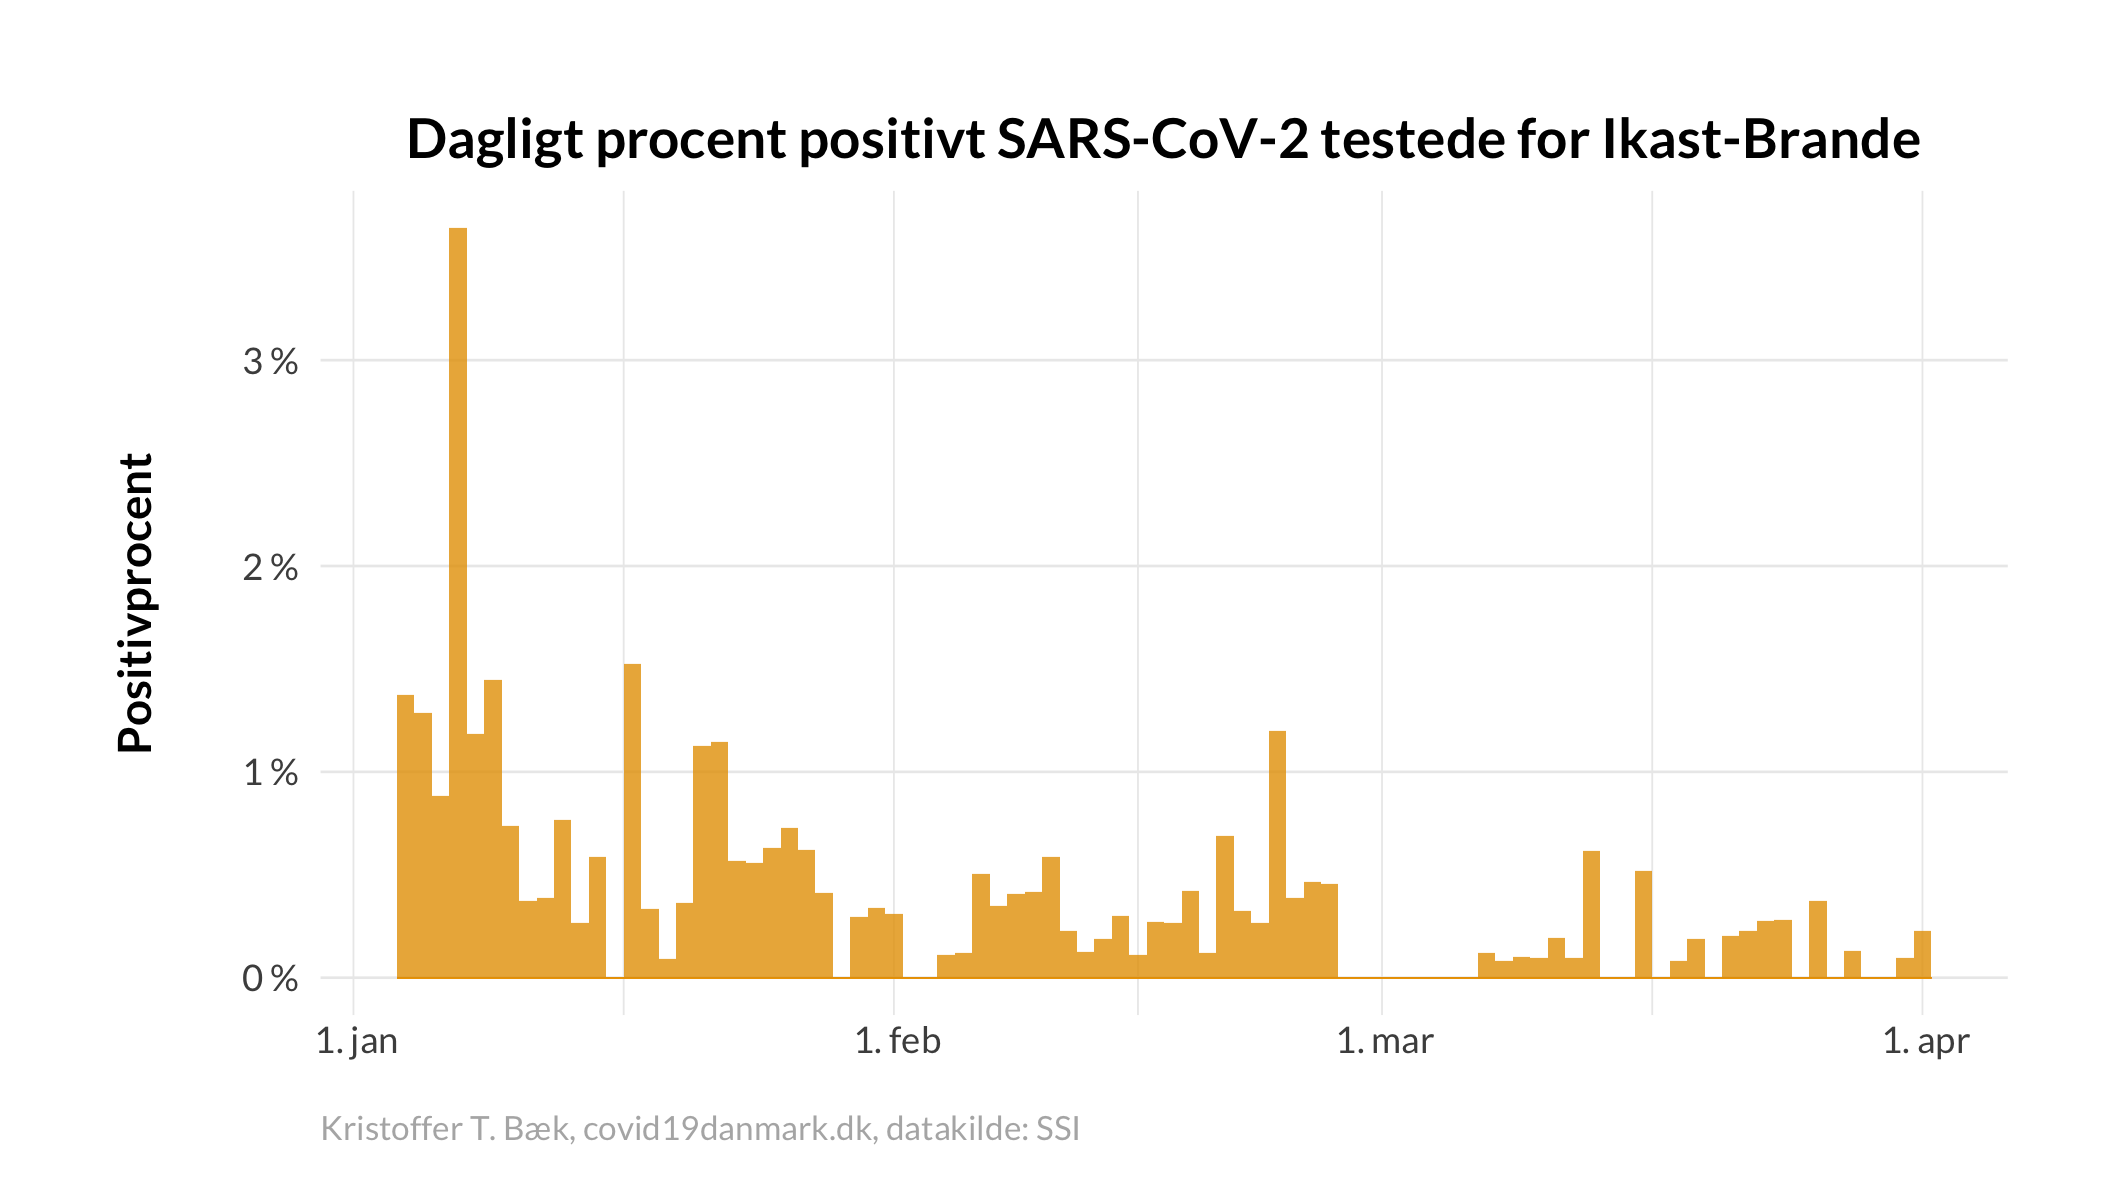 Dagligt procent positivt SARS-CoV-2 testede for Ikast-Brande
Positivprocent
3 %
2 %
1 %
0 %
1. jan
1. feb
1. mar
1. apr
Kristoffer T. Bæk, covid19danmark.dk, datakilde: SSI